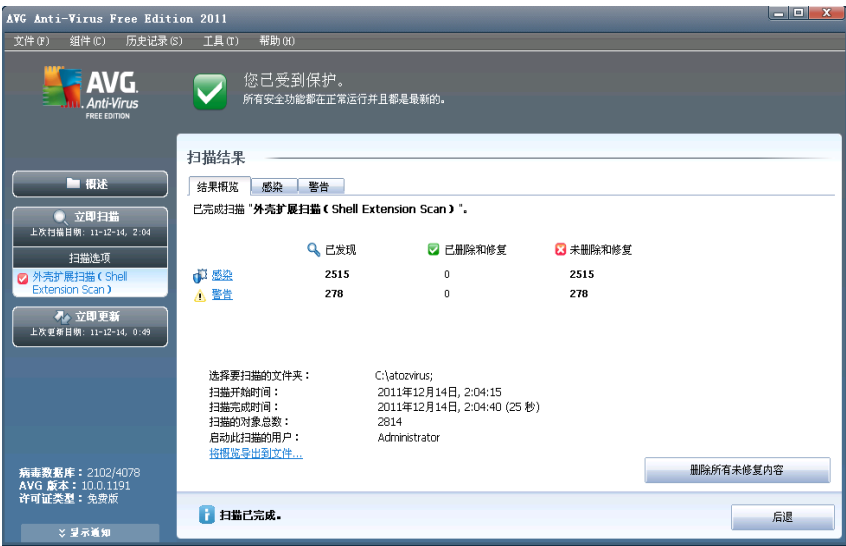 AVG Anti-Virus Free Edition 2011
文件(F) 组件(C) 历史记录(S) 工具(T) 帮助(H)
AVG.
Anti-Virus
FREE EDITION
您已受到保护。
所有安全功能都在正常运行并且都是最新的。
概述
立即扫描
上次扫描日期: 11-12-14, 2:04
扫描选项
外壳扩展扫描 ( Shell
Extension Scan )
立即更新
上次更新日期: 11-12-14, 0:49
病毒数据库: 2102/4078
AVG 版本: 10.0.1191
许可证类型: 免费版
显示通知
扫描结果
结果概览 感染 警告
已完成扫描 "外壳扩展扫描 ( Shell Extension Scan ) "。
已发现 已删除和修复 未删除和修复
感染 2515 0 2515
警告 278 0 278
选择要扫描的文件夹: C:\atozvirus;
扫描开始时间: 2011年12月14日, 2:04:15
扫描完成时间: 2011年12月14日, 2:04:40 (25 秒)
扫描的对象总数: 2814
启动此扫描的用户: Administrator
将概览导出到文件...
删除所有未修复内容
扫描已完成。
后退